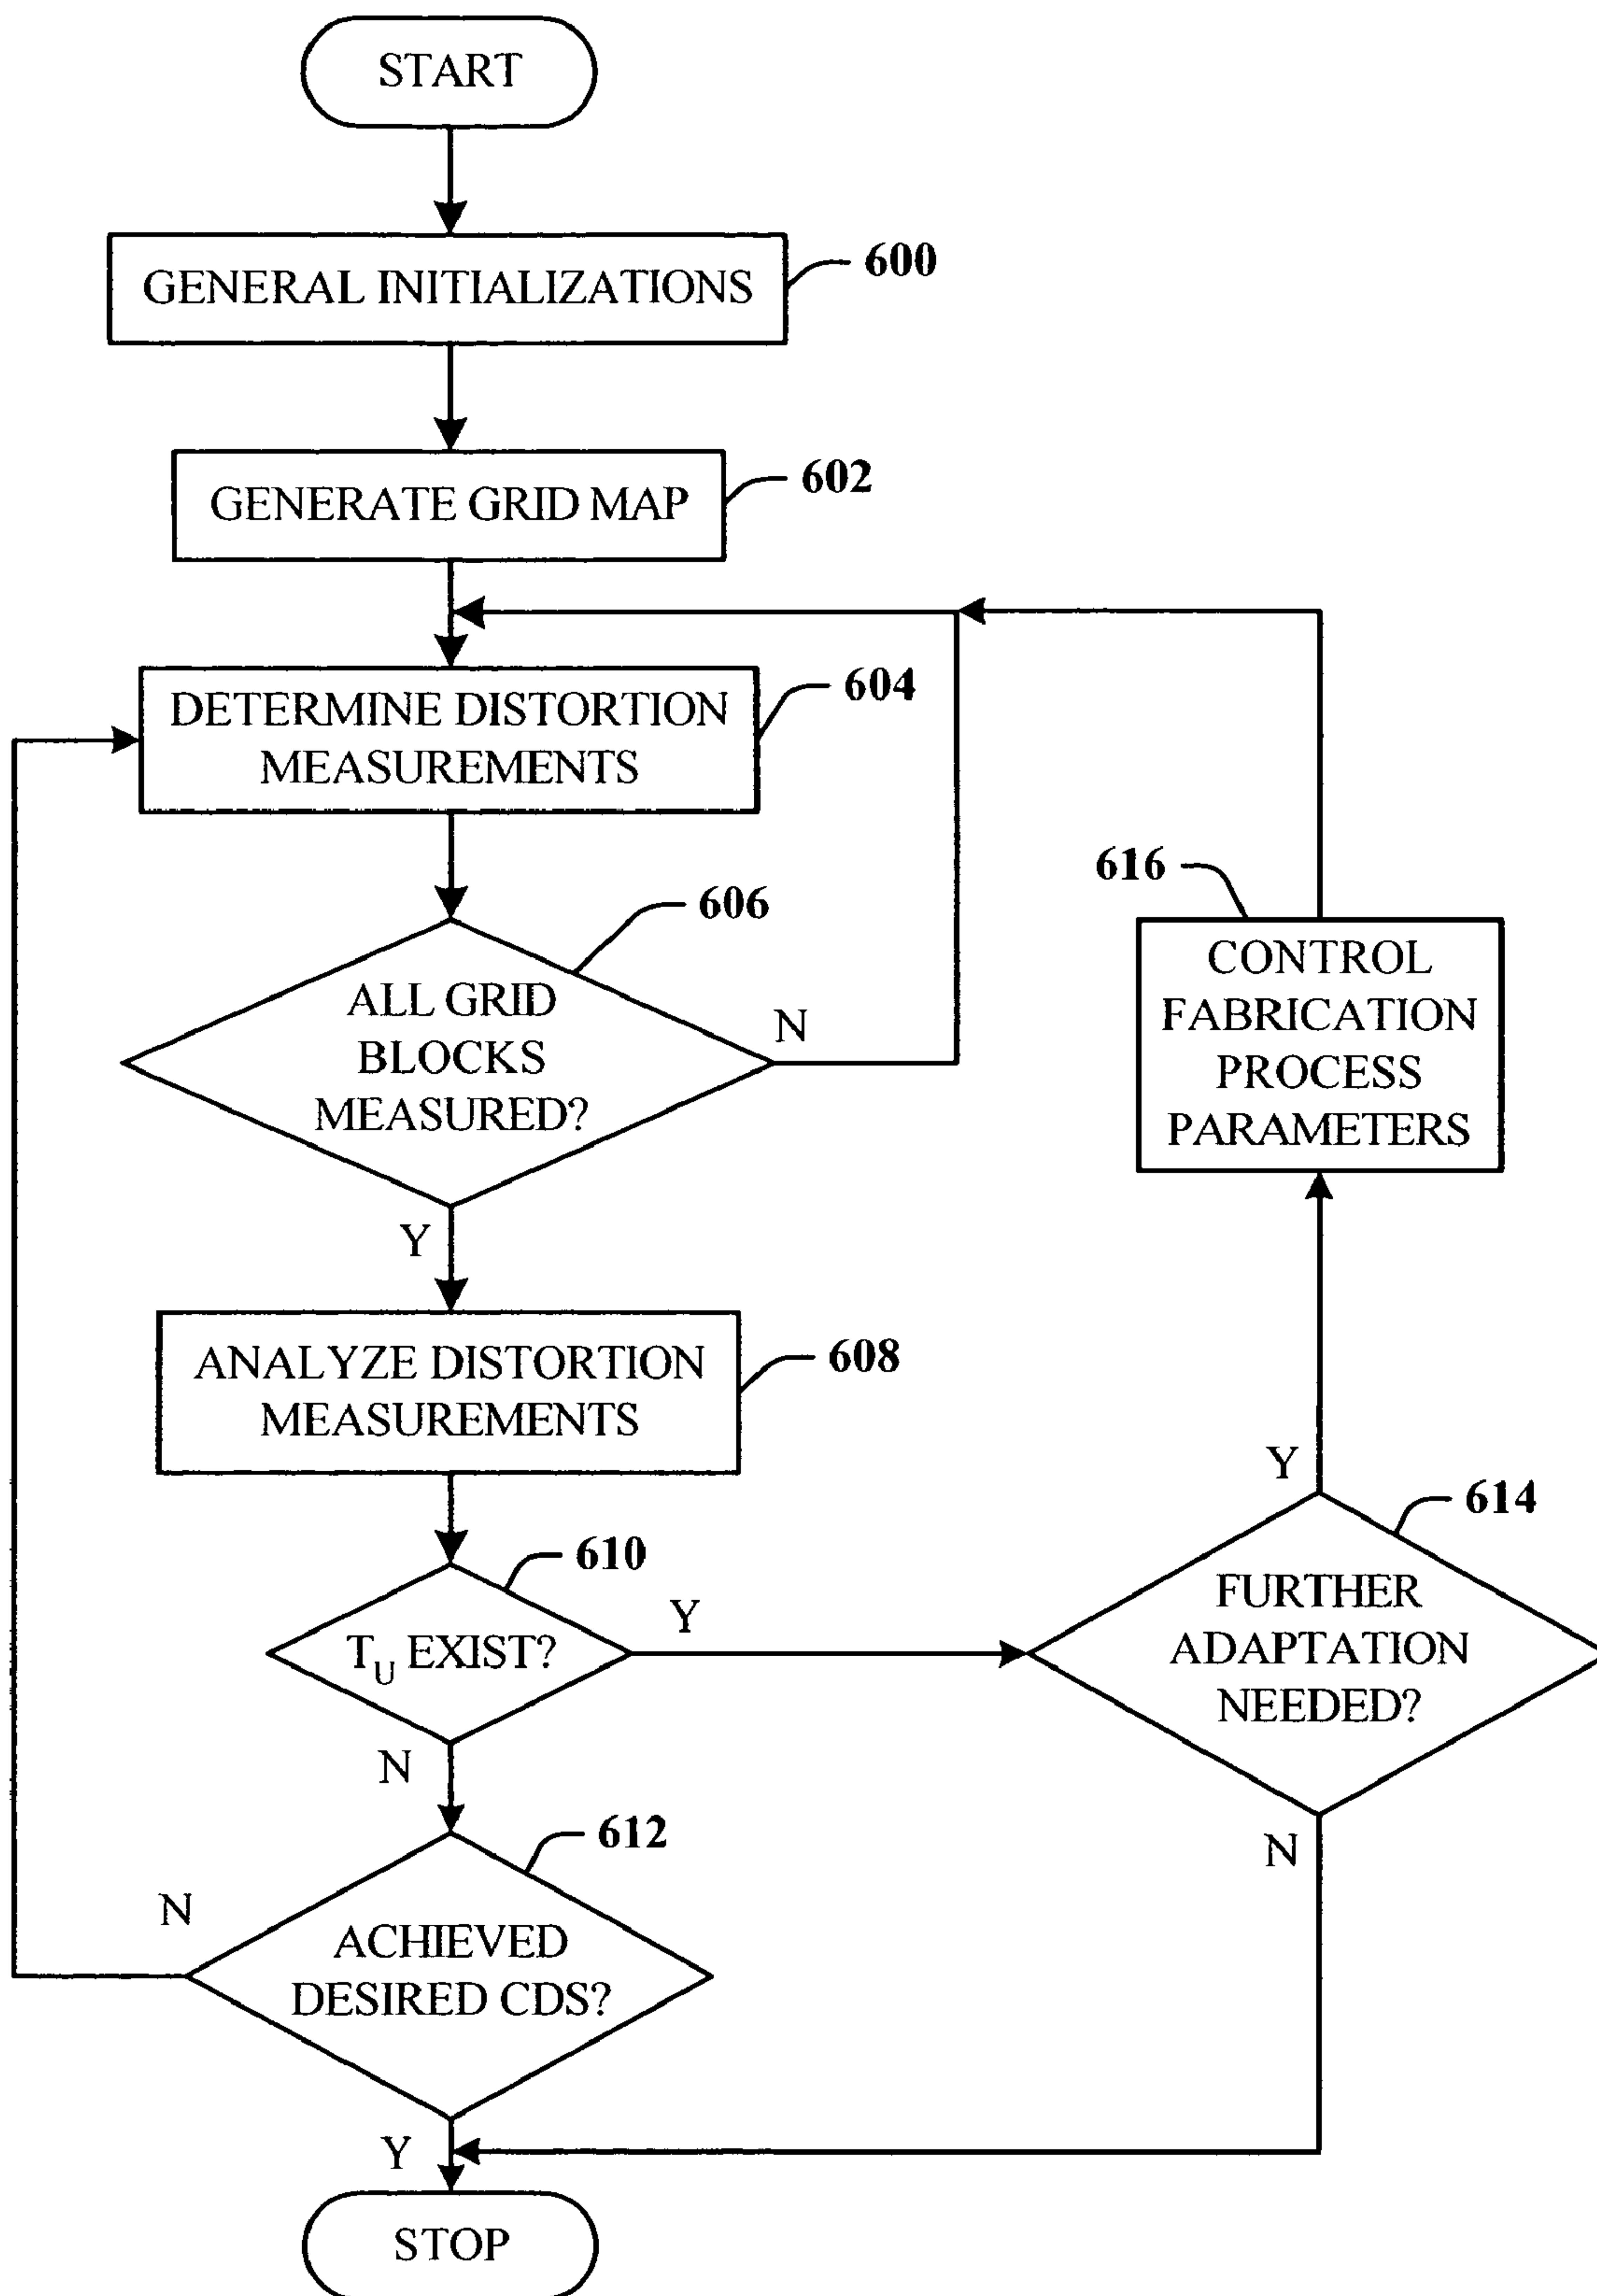 START
GENERAL INITIALIZATIONS
600
GENERATE GRID MAP
602
DETERMINE DISTORTION
MEASUREMENTS
604
606
ALL GRID
BLOCKS
MEASURED?
N
Y
616
CONTROL
FABRICATION
PROCESS
PARAMETERS
ANALYZE DISTORTION
MEASUREMENTS
608
610
TU EXIST?
Y
N
Y
614
FURTHER
ADAPTATION
NEEDED?
N
612
N
ACHIEVED
DESIRED CDS?
Y
STOP